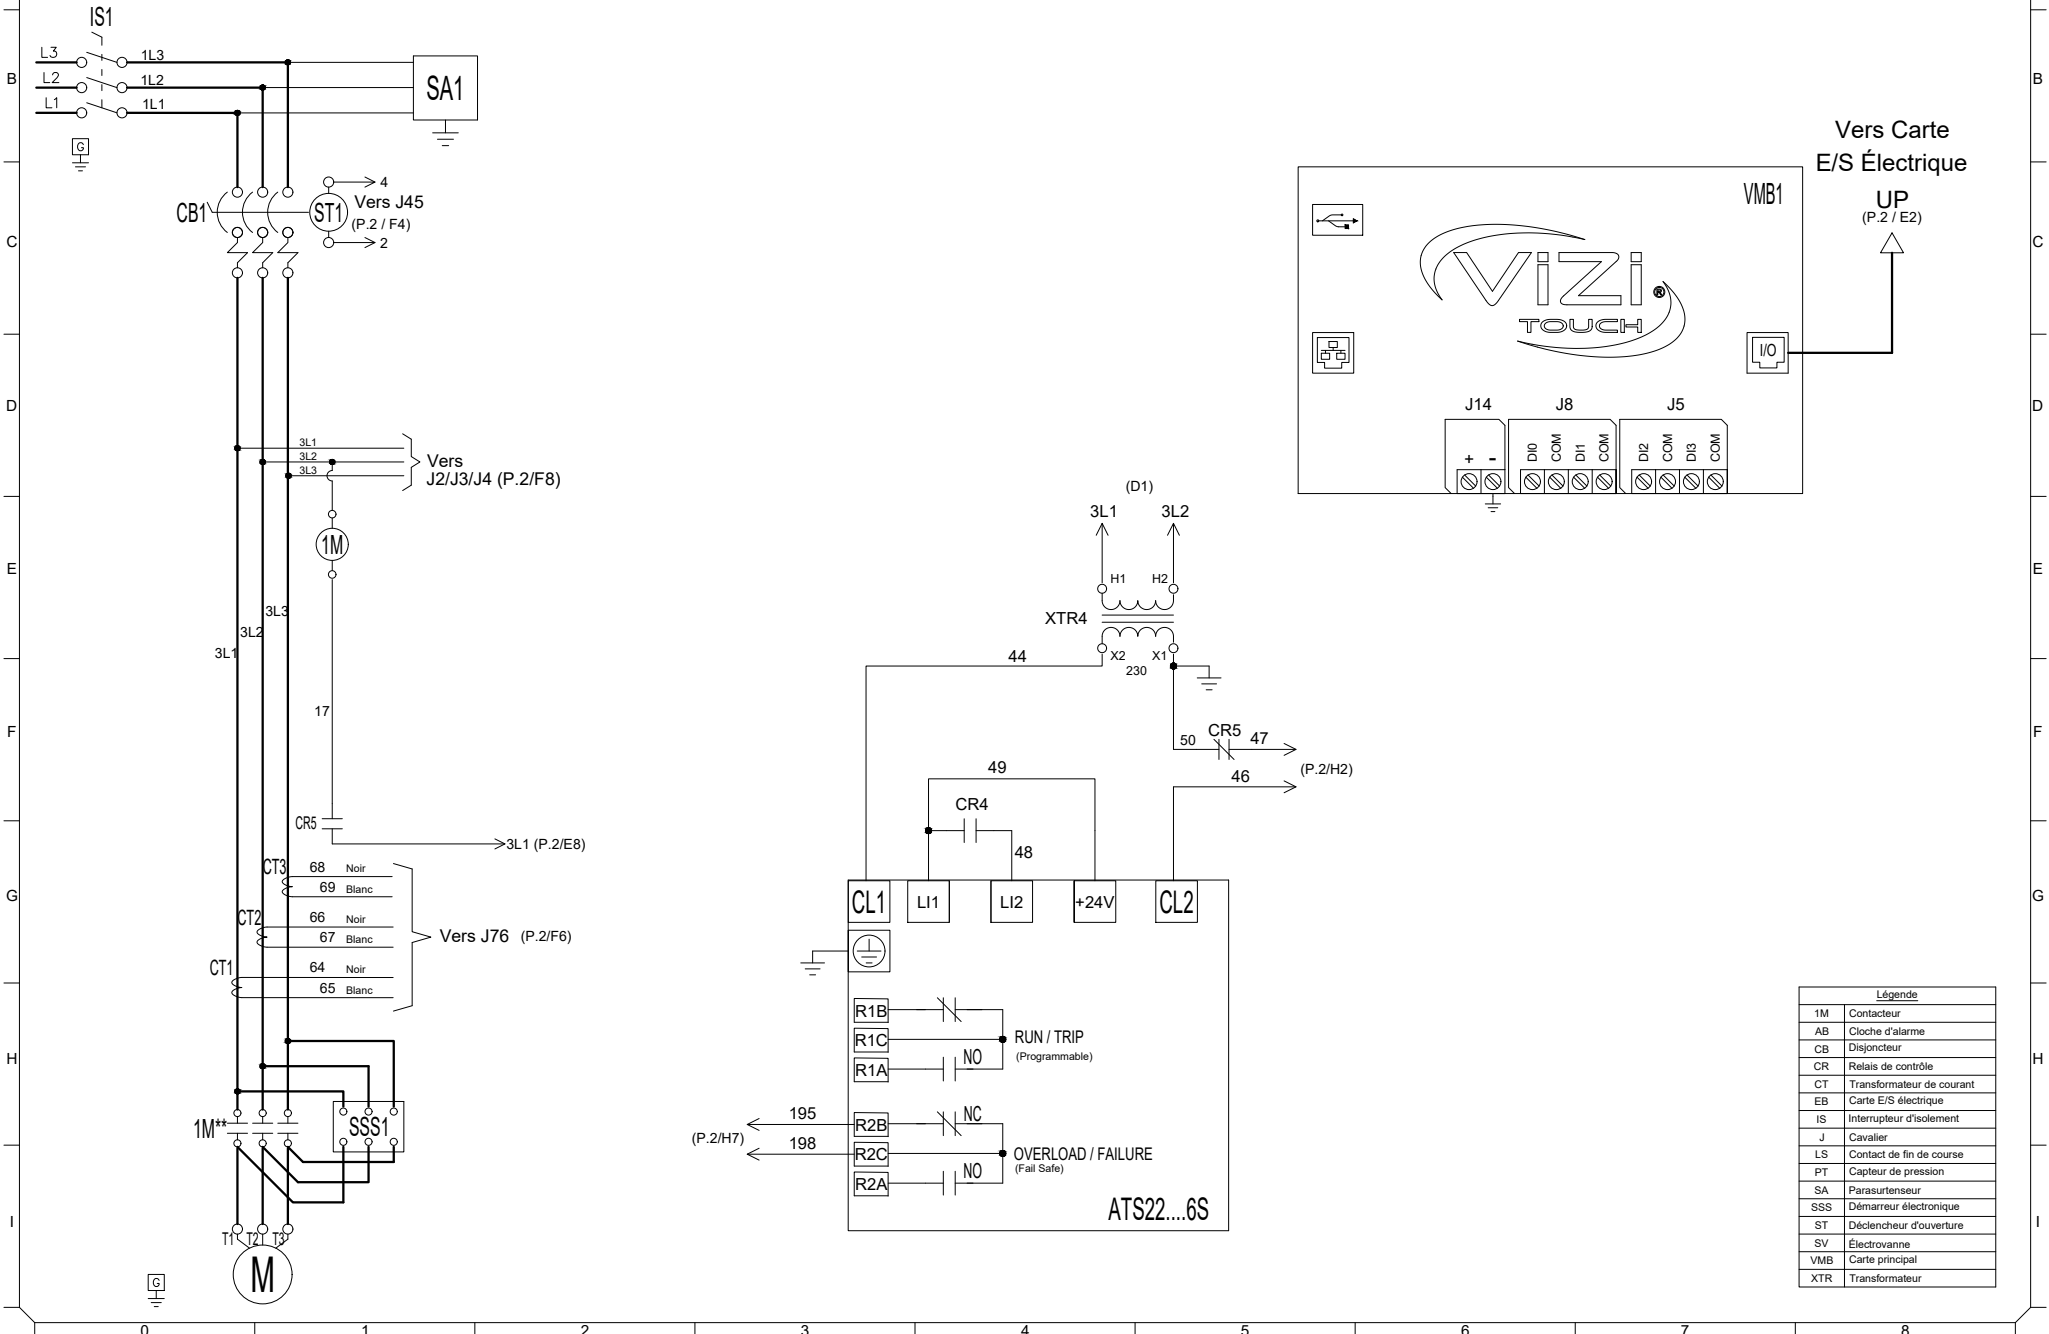 IS1
L3
1L3
L2
1L2
L1
1L1
SA1
G
B
B
CB1
ST1
4
Vers J45
(P.2 / F4)
2
Vers Carte
E/S Électrique
UP
(P.2 / E2)
VMB1
ViZi
®
TOUCH
I/O
C
C
J14
J8
J5
+
-
DI0
COM
DI1
COM
DI2
COM
DI3
COM
D
D
3L1
3L2
3L3
Vers
J2/J3/J4 (P.2/F8)
1M
(D1)
3L1
3L2
H1
H2
XTR4
X2
X1
230
E
E
3L3
3L2
3L1
17
44
50
CR5
47
46
(P.2/H2)
F
F
49
CR4
48
CR5
3L1 (P.2/E8)
CT3
68
Noir
69
Blanc
CT2
66
Noir
67
Blanc
CT1
64
Noir
65
Blanc
Vers J76
(P.2/F6)
CL1
LI1
LI2
+24V
CL2
G
G
R1B
R1C
RUN / TRIP
(Programmable)
R1A
NO
195
R2B
NC
(P.2/H7)
198
R2C
OVERLOAD / FAILURE
(Fail Safe)
R2A
NO
ATS22....6S
H
H
1M**
SSS1
T1
T2
T3
M
G
I
I
Légende
1M Contacteur
AB Cloche d'alarme
CB Disjoncteur
CR Relais de contrôle
CT Transformateur de courant
EB Carte E/S électrique
IS Interrupteur d'isolement
J Cavalier
LS Contact de fin de course
PT Capteur de pression
SA Parasurtenseur
SSS Démarreur électronique
ST Déclencheur d'ouverture
SV Électrovanne
VMB Carte principal
XTR Transformateur
0
1
2
3
4
5
6
7
8